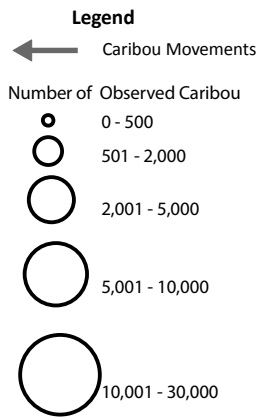 Legend
Caribou Movements
Number of Observed Caribou
0 - 500
501 - 2,000
2,001 - 5,000
5,001 - 10,000
10,001 - 30,000